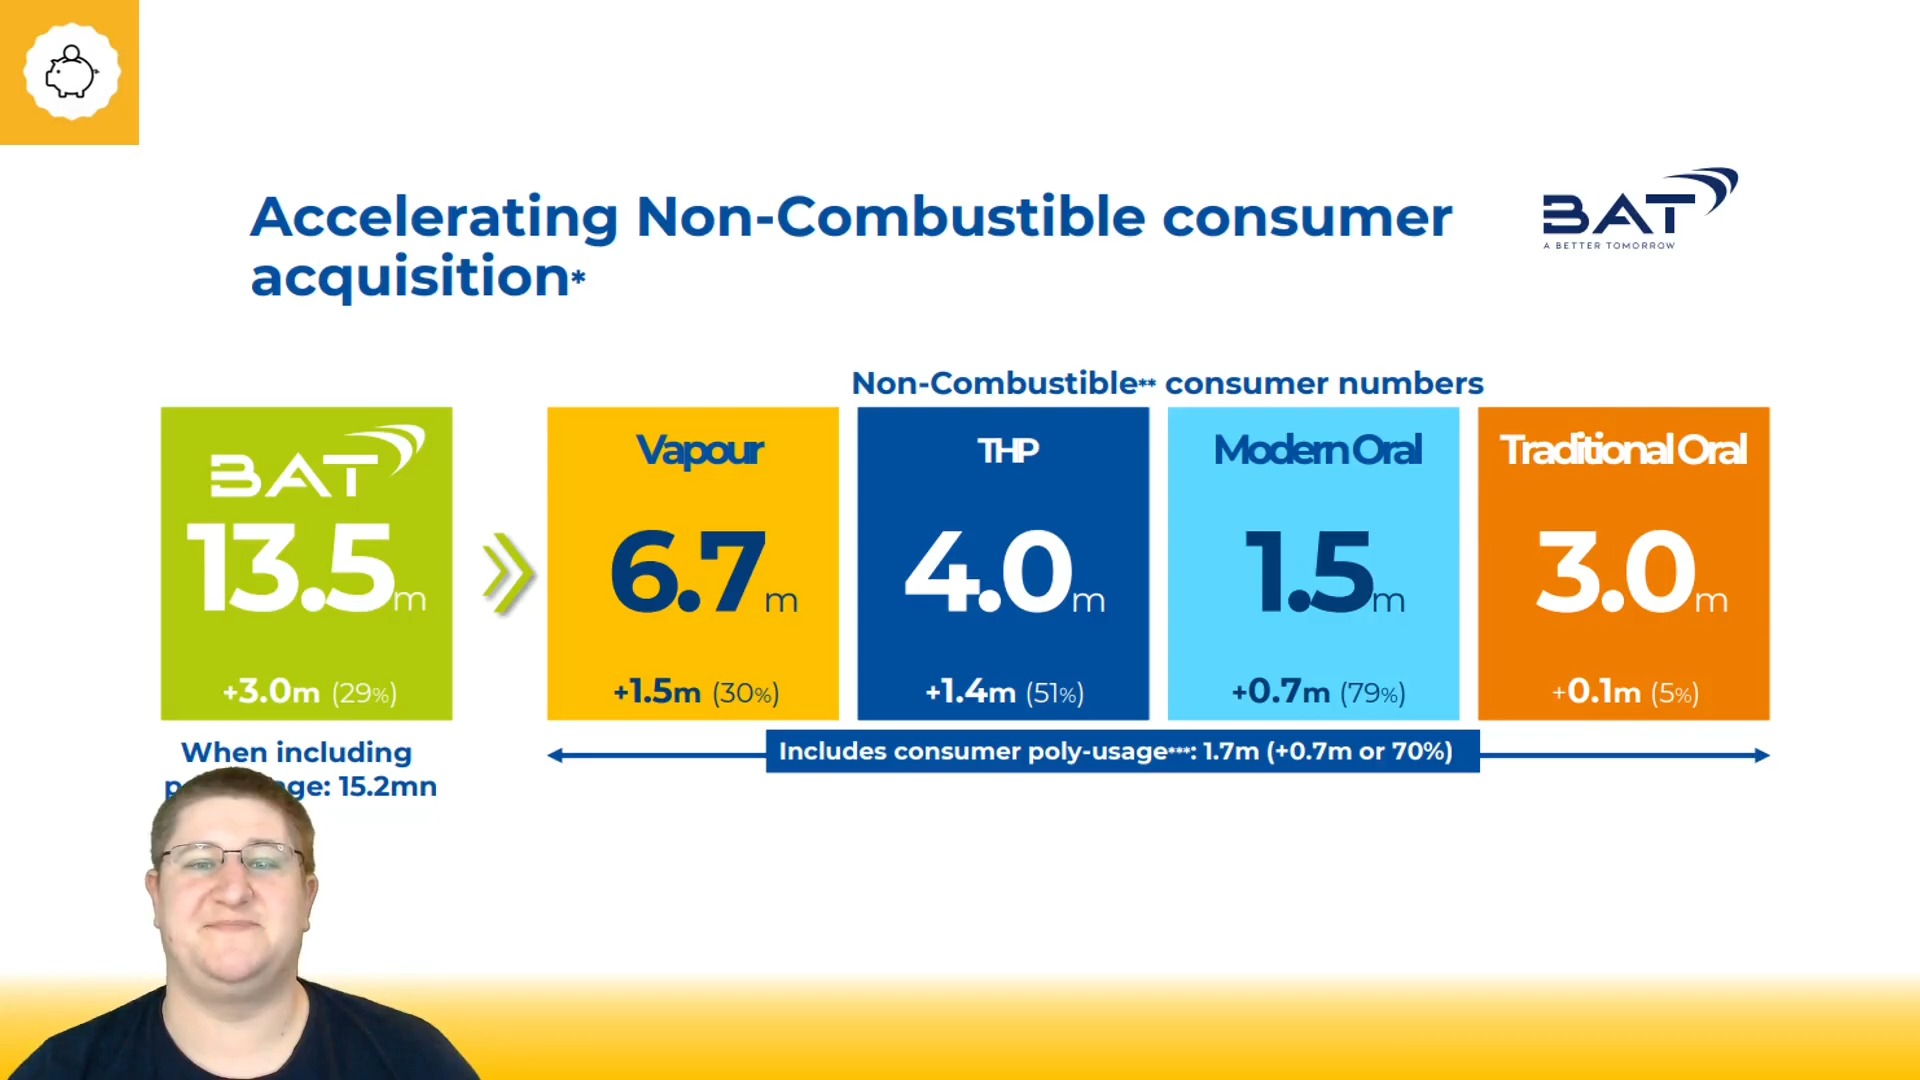 Accelerating Non-Combustible consumer
acquisition*
BAT
A BETTER TOMORROW
Non-Combustible** consumer numbers
BAT
13.5m
+3.0m (29%)
When including
15.2mn
Vapour
6.7m
+1.5m (30%)
THP
4.0m
+1.4m (51%)
Modern Oral
1.5m
+0.7m (79%)
Traditional Oral
3.0m
+0.1m (5%)
Includes consumer poly-usage***: 1.7m (+0.7m or 70%)